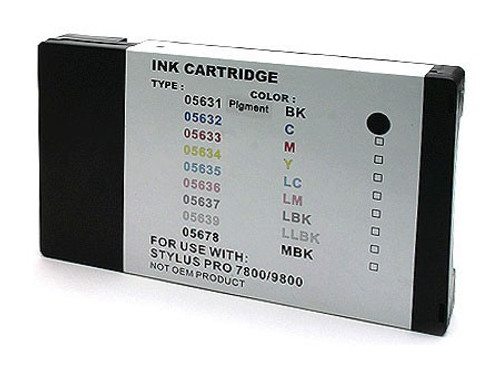 INK CARTRIDGE
TYPE : COLOR :
05631 Pigment BK
05632 C
05633 M
05634 Y
05635 LC
05636 LM
05637 LBK
05639 LLBK
05678 MBK
FOR USE WITH:
STYLUS PRO 7800/9800
NOT OEM PRODUCT